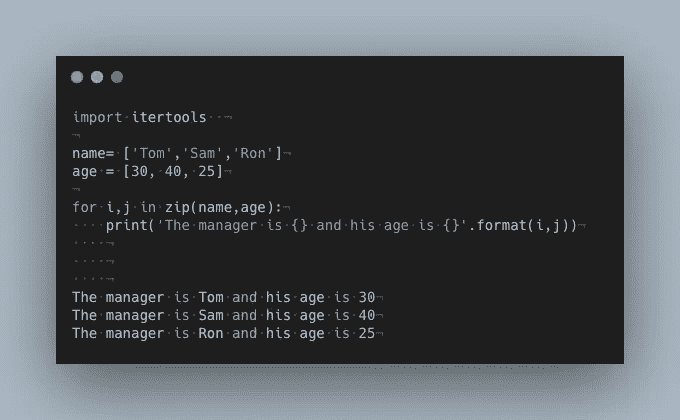 import itertools
name= ['Tom','Sam','Ron']
age = [30, 40, 25]
for i,j in zip(name,age):
    print('The manager is {} and his age is {}'.format(i,j))
The manager is Tom and his age is 30
The manager is Sam and his age is 40
The manager is Ron and his age is 25